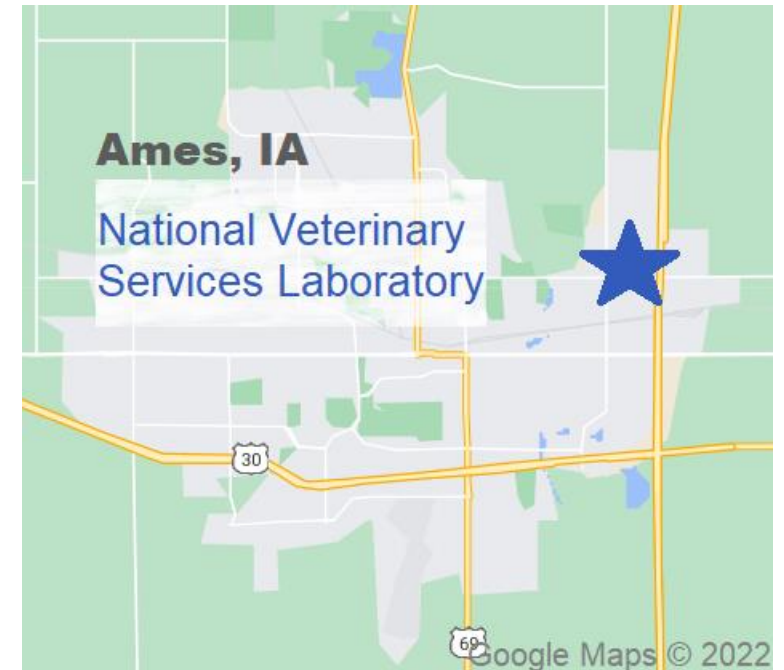 Ames, IA
National Veterinary
Services Laboratory
30
69
Google Maps © 2022